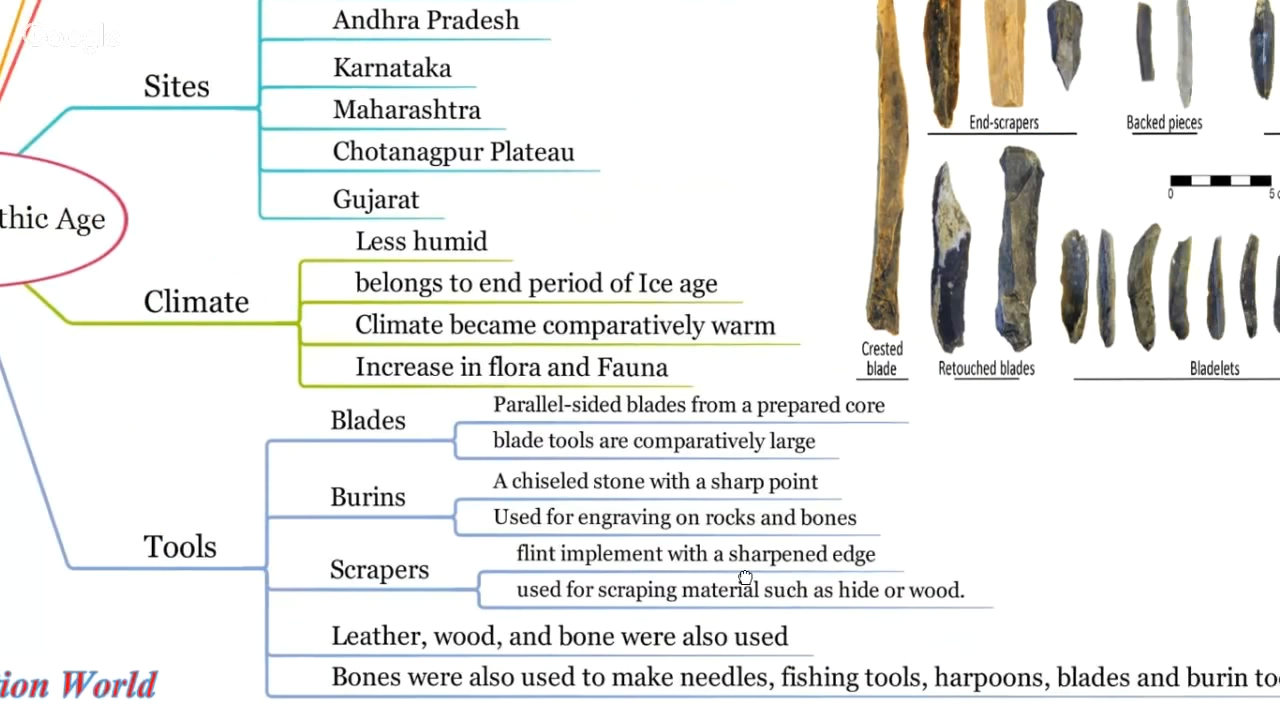 Google
Andhra Pradesh
Sites
Karnataka
Maharashtra
Chotanagpur Plateau
Gujarat
thic Age
Climate
Less humid
belongs to end period of Ice age
Climate became comparatively warm
Increase in flora and Fauna
Tools
Blades
Parallel-sided blades from a prepared core
blade tools are comparatively large
Burins
A chiseled stone with a sharp point
Used for engraving on rocks and bones
Scrapers
flint implement with a sharpened edge
used for scraping material such as hide or wood.
Leather, wood, and bone were also used
Bones were also used to make needles, fishing tools, harpoons, blades and burin to
tion World
End-scrapers
Backed pieces
0 5
Crested
blade
Retouched blades
Bladelets